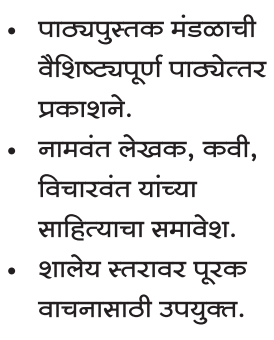 • पाठ्यपुस्तक मंडळाची
वैशिष्ट्यपूर्ण पाठ्येत्तर
प्रकाशने.
• नामवंत लेखक, कवी,
विचारवंत यांच्या
साहित्याचा समावेश.
• शालेय स्तरावर पूरक
वाचनासाठी उपयुक्त.